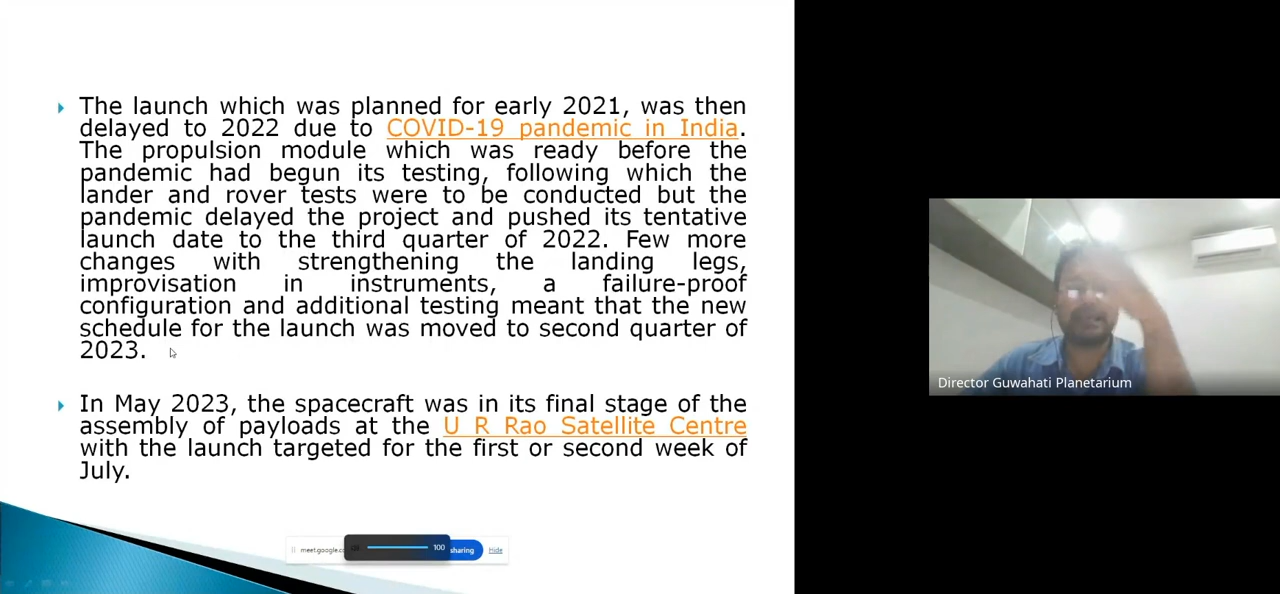 The launch which was planned for early 2021, was then
delayed to 2022 due to COVID-19 pandemic in India.
The propulsion module which was ready before the
pandemic had begun its testing, following which the
lander and rover tests were to be conducted but the
pandemic delayed the project and pushed its tentative
launch date to the third quarter of 2022. Few more
changes with strengthening the landing legs,
improvisation in instruments, a failure-proof
configuration and additional testing meant that the new
schedule for the launch was moved to second quarter of
2023.
In May 2023, the spacecraft was in its final stage of the
assembly of payloads at the U R Rao Satellite Centre
with the launch targeted for the first or second week of
July.
meet.google.co 100 sharing Hide
Director Guwahati Planetarium